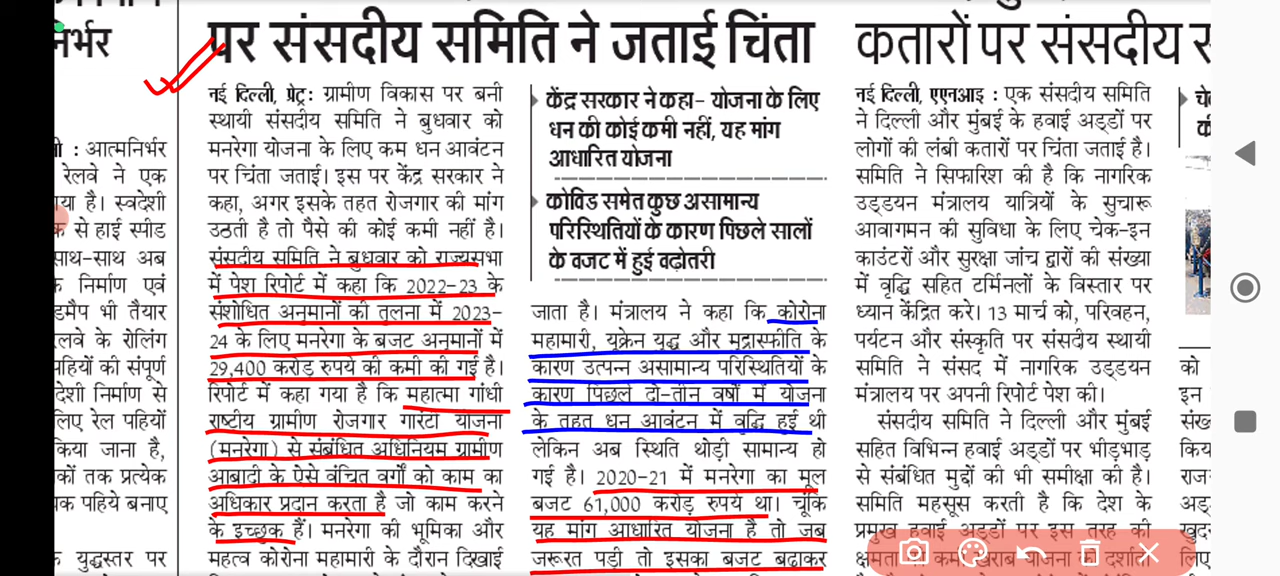 निर्भर
पर संसदीय समिति ने जताई चिंता
कतारों पर संसदीय स
नई दिल्ली, प्रेट्र: ग्रामीण विकास पर बनी
स्थायी संसदीय समिति ने बुधवार को
मनरेगा योजना के लिए कम धन आवंटन
पर चिंता जताई। इस पर केंद्र सरकार ने
कहा, अगर इसके तहत रोजगार की मांग
उठती है तो पैसे की कोई कमी नहीं है।
संसदीय समिति ने बुधवार को राज्यसभा
में पेश रिपोर्ट में कहा कि 2022-23 के
संशोधित अनुमानों की तुलना में 2023-
24 के लिए मनरेगा के बजट अनुमानों में
29,400 करोड़ रुपये की कमी की गई है।
रिपोर्ट में कहा गया है कि महात्मा गांधी
राष्टीय ग्रामीण रोजगार गारंटी योजना
(मनरेगा) से संबंधित अधिनियम ग्रामीण
आबादी के ऐसे वंचित वर्गों को काम का
अधिकार प्रदान करता है जो काम करने
के इच्छुक हैं। मनरेगा की भूमिका और
महत्व कोरोना महामारी के दौरान दिखाई
केंद्र सरकार ने कहा- योजना के लिए
धन की कोई कमी नहीं, यह मांग
आधारित योजना
कोविड समेत कुछ असामान्य
परिस्थितियों के कारण पिछले सालों
के बजट में हुई बढ़ोतरी
जाता है। मंत्रालय ने कहा कि कोरोना
महामारी, यूक्रेन युद्ध और मुद्रास्फीति के
कारण उत्पन्न असामान्य परिस्थितियों के
कारण पिछले दो-तीन वर्षों में योजना
के तहत धन आवंटन में वृद्धि हुई थी
लेकिन अब स्थिति थोड़ी सामान्य हो
गई है। 2020-21 में मनरेगा का मूल
बजट 61,000 करोड़ रुपये था। चूंकि
यह मांग आधारित योजना है तो जब
जरूरत पड़ी तो इसका बजट बढ़ाकर
नई दिल्ली, एएनआइ : एक संसदीय समिति
ने दिल्ली और मुंबई के हवाई अड्डों पर
लोगों की लंबी कतारों पर चिंता जताई है।
समिति ने सिफारिश की है कि नागरिक
उड्डयन मंत्रालय यात्रियों के सुचारू
आवागमन की सुविधा के लिए चेक-इन
काउंटरों और सुरक्षा जांच द्वारों की संख्या
में वृद्धि सहित टर्मिनलों के विस्तार पर
ध्यान केंद्रित करे। 13 मार्च को, परिवहन,
पर्यटन और संस्कृति पर संसदीय स्थायी
समिति ने संसद में नागरिक उड्डयन
मंत्रालय पर अपनी रिपोर्ट पेश की।
संसदीय समिति ने दिल्ली और मुंबई
सहित विभिन्न हवाई अड्डों पर भीड़भाड़
से संबंधित मुद्दों की भी समीक्षा की है।
समिति महसूस करती है कि देश के
प्रमुख हवाई अड्डों पर इस तरह की
: आत्मनिर्भर
रेलवे ने एक
है। स्वदेशी
से हाई स्पीड
साथ-साथ अब
निर्माण एवं
भी तैयार
के रोलिंग
की संपूर्ण
निर्माण से
लिए रेल पहियों
किया जाना है,
तक प्रत्येक
पहिये बनाए
युद्धस्तर पर
को
इन